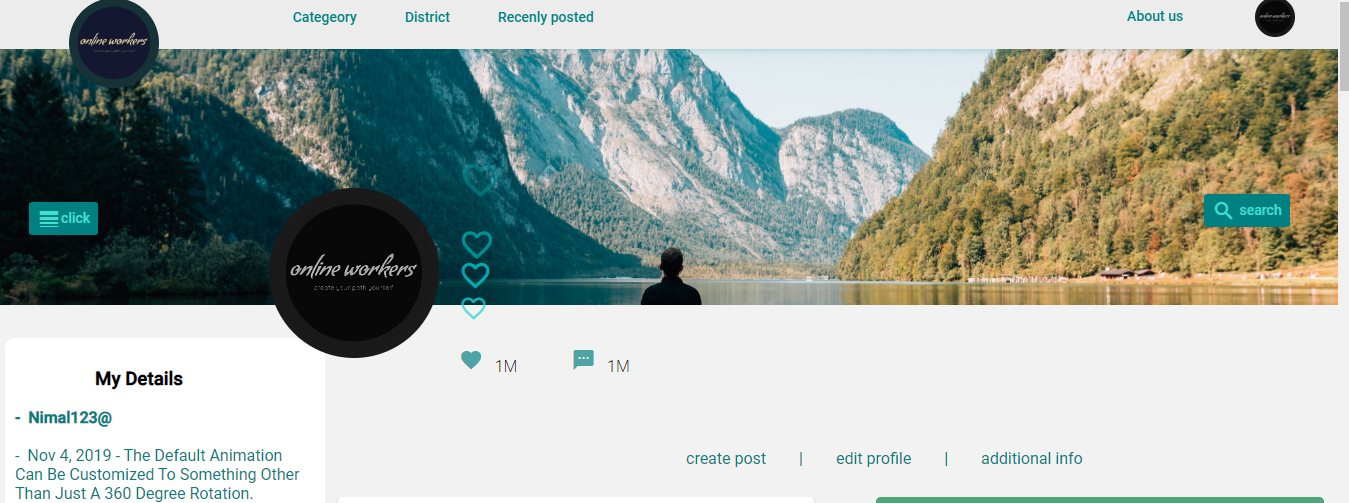 Categeory District Recenly posted About us
online workers
online workers
click
search
online workers
create your path yourself
1M 1M
My Details
- Nimal123@
- Nov 4, 2019 - The Default Animation
Can Be Customized To Something Other
Than Just A 360 Degree Rotation.
create post | edit profile | additional info